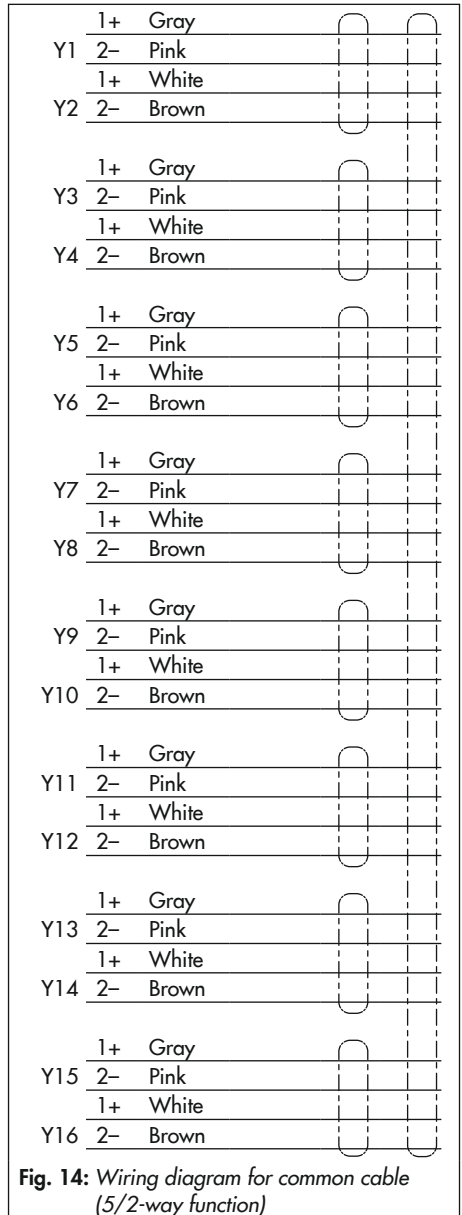 1+ Gray
Y1 2– Pink
1+ White
Y2 2– Brown
1+ Gray
Y3 2– Pink
1+ White
Y4 2– Brown
1+ Gray
Y5 2– Pink
1+ White
Y6 2– Brown
1+ Gray
Y7 2– Pink
1+ White
Y8 2– Brown
1+ Gray
Y9 2– Pink
1+ White
Y10 2– Brown
1+ Gray
Y11 2– Pink
1+ White
Y12 2– Brown
1+ Gray
Y13 2– Pink
1+ White
Y14 2– Brown
1+ Gray
Y15 2– Pink
1+ White
Y16 2– Brown
Fig. 14: Wiring diagram for common cable
(5/2-way function)